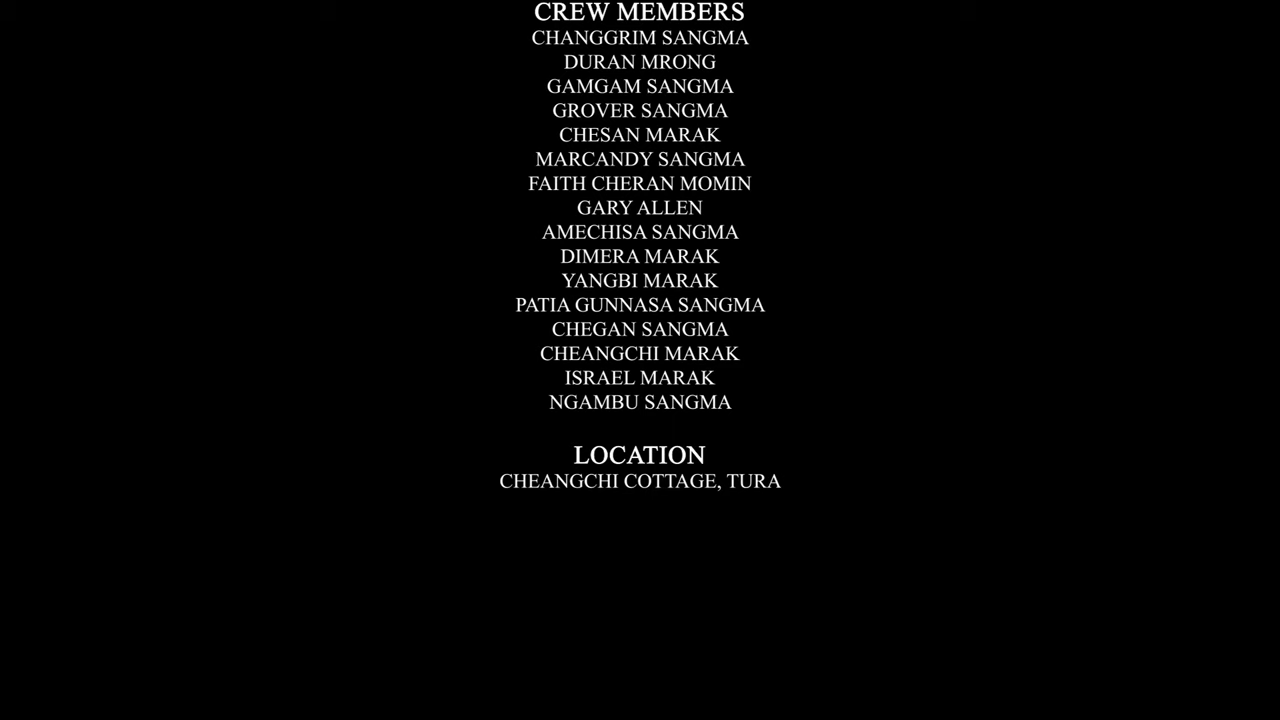 CREW MEMBERS
CHANGGRIM SANGMA
DURAN MRONG
GAMGAM SANGMA
GROVER SANGMA
CHESAN MARAK
MARCANDY SANGMA
FAITH CHERAN MOMIN
GARY ALLEN
AMECHISA SANGMA
DIMERA MARAK
YANGBI MARAK
PATIA GUNNASA SANGMA
CHEGAN SANGMA
CHEANGCHI MARAK
ISRAEL MARAK
NGAMBU SANGMA
LOCATION
CHEANGCHI COTTAGE, TURA